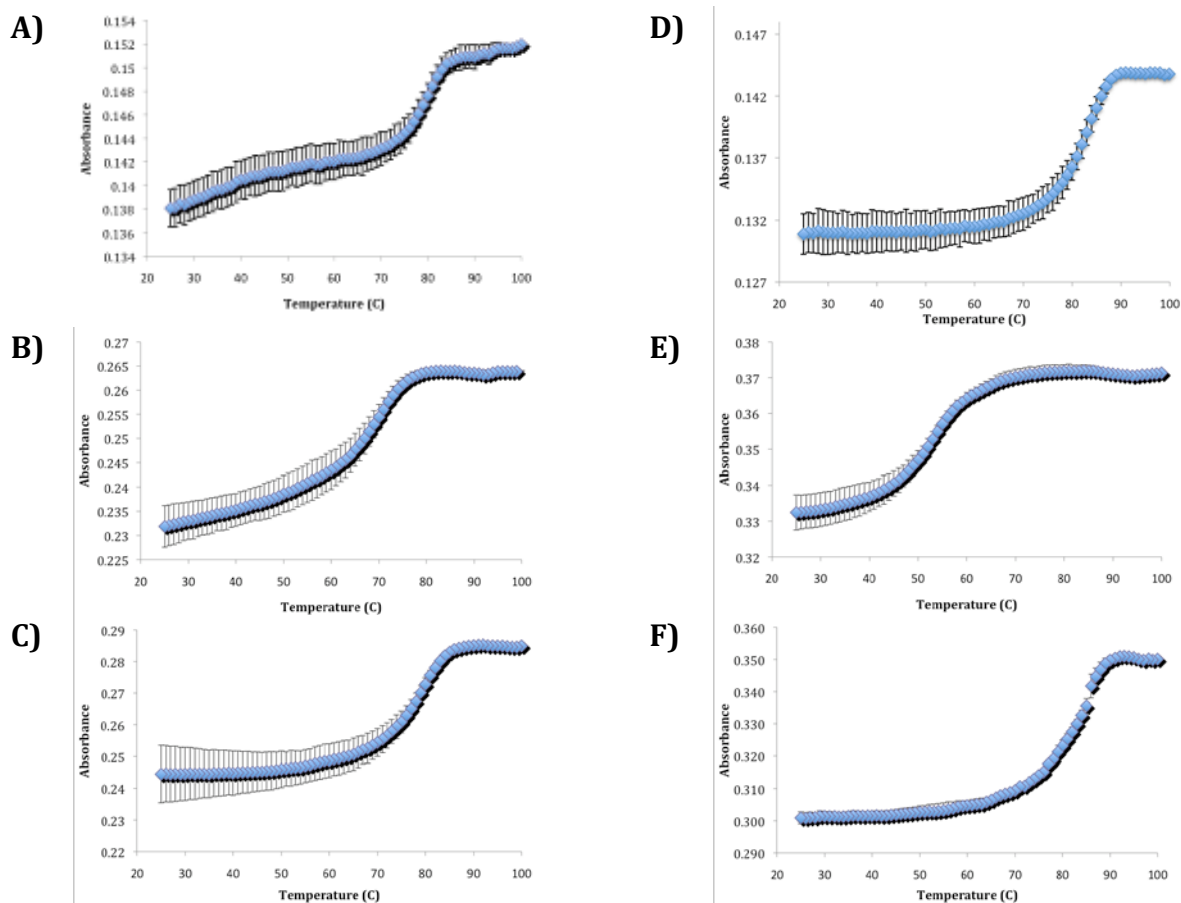 A)
0.154
0.152
0.15
0.148
0.146
0.144
0.142
0.14
0.138
0.136
0.134
Absorbance
20 30 40 50 60 70 80 90 100
Temperature (C)
B)
0.27
0.265
0.26
0.255
0.25
0.245
0.24
0.235
0.23
0.225
Absorbance
20 30 40 50 60 70 80 90 100
Temperature (C)
C)
0.29
0.28
0.27
0.26
0.25
0.24
0.23
0.22
Absorbance
20 30 40 50 60 70 80 90 100
Temperature (C)
D)
0.147
0.142
0.137
0.132
0.127
Absorbance
20 30 40 50 60 70 80 90 100
Temperature (C)
E)
0.38
0.37
0.36
0.35
0.34
0.33
0.32
Absorbance
20 30 40 50 60 70 80 90 100
Temperature (C)
F)
0.360
0.350
0.340
0.330
0.320
0.310
0.300
0.290
Absorbance
20 30 40 50 60 70 80 90 100
Temperature (C)